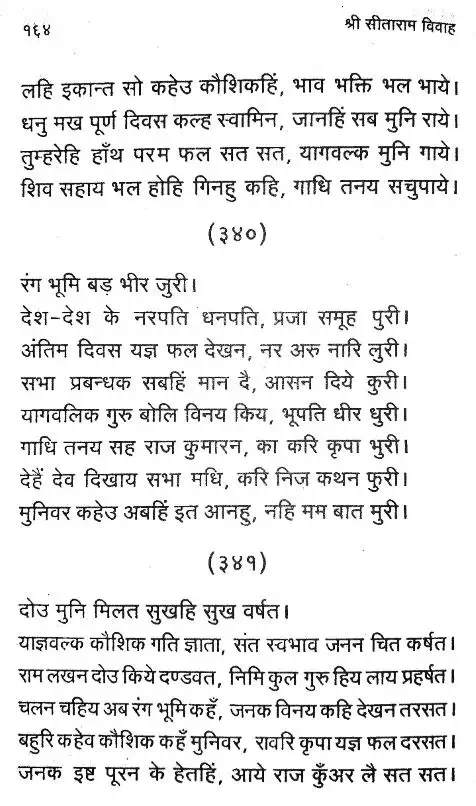 १६४
श्री सीताराम विवाह
लहि इकान्त सो कहेउ कौशिकहिं, भाव भक्ति भल भाये।
धनु मख पूर्ण दिवस कल्ह स्वामिन, जानहिं सब मुनि राये।
तुम्हरेहि हाँथ परम फल सत सत, यागवल्क मुनि गाये।
शिव सहाय भल होहि गिनहु कहि, गाधि तनय सचुपाये।
(३४०)
रंग भूमि बड़ भीर जुरी।
देश-देश के नरपति धनपति, प्रजा समूह पुरी।
अंतिम दिवस यज्ञ फल देखन, नर अरु नारि लुरी।
सभा प्रबन्धक सबहिं मान दै, आसन दिये कुरी।
यागवलिक गुरु बोलि विनय किय, भूपति धीर धुरी।
गाधि तनय सह राज कुमारन, का करि कृपा भुरी।
देहैं देव दिखाय सभा मधि, करि निज कथन फुरी।
मुनिवर कहेउ अबहिं इत आनहु, नहि मम बात मुरी।
(३४१)
दोउ मुनि मिलत सुखहि सुख वर्षत।
याज्ञवल्क कौशिक गति ज्ञाता, संत स्वभाव जनन चित कर्षत।
राम लखन दोउ किये दण्डवत, निमि कुल गुरु हिय लाय प्रहर्षत।
चलन चहिय अब रंग भूमि कहँ, जनक विनय कहि देखन तरसत।
बहुरि कहेव कौशिक कहँ मुनिवर, रावरि कृपा यज्ञ फल दरसत।
जनक इष्ट पूरन के हेतहिं, आये राज कुँअर लै सत सत।